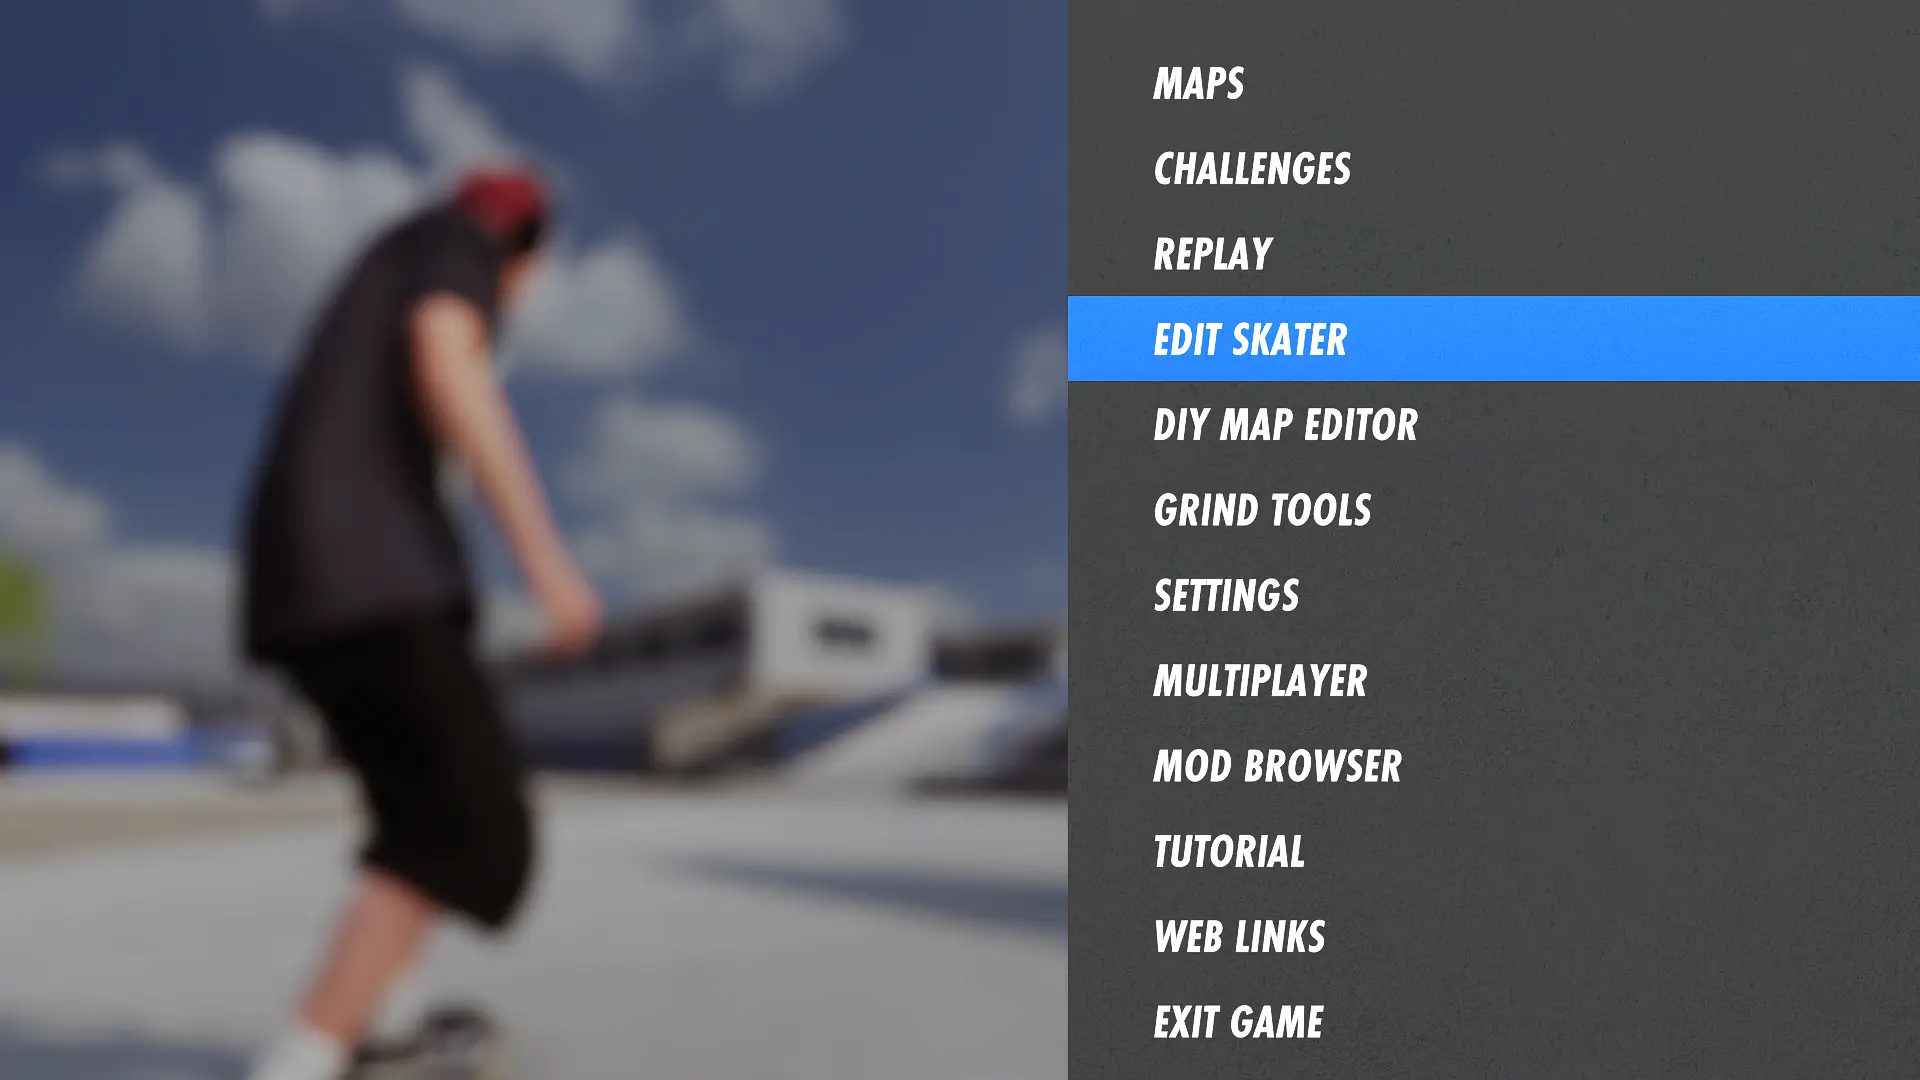 MAPS
CHALLENGES
REPLAY
EDIT SKATER
DIY MAP EDITOR
GRIND TOOLS
SETTINGS
MULTIPLAYER
MOD BROWSER
TUTORIAL
WEB LINKS
EXIT GAME